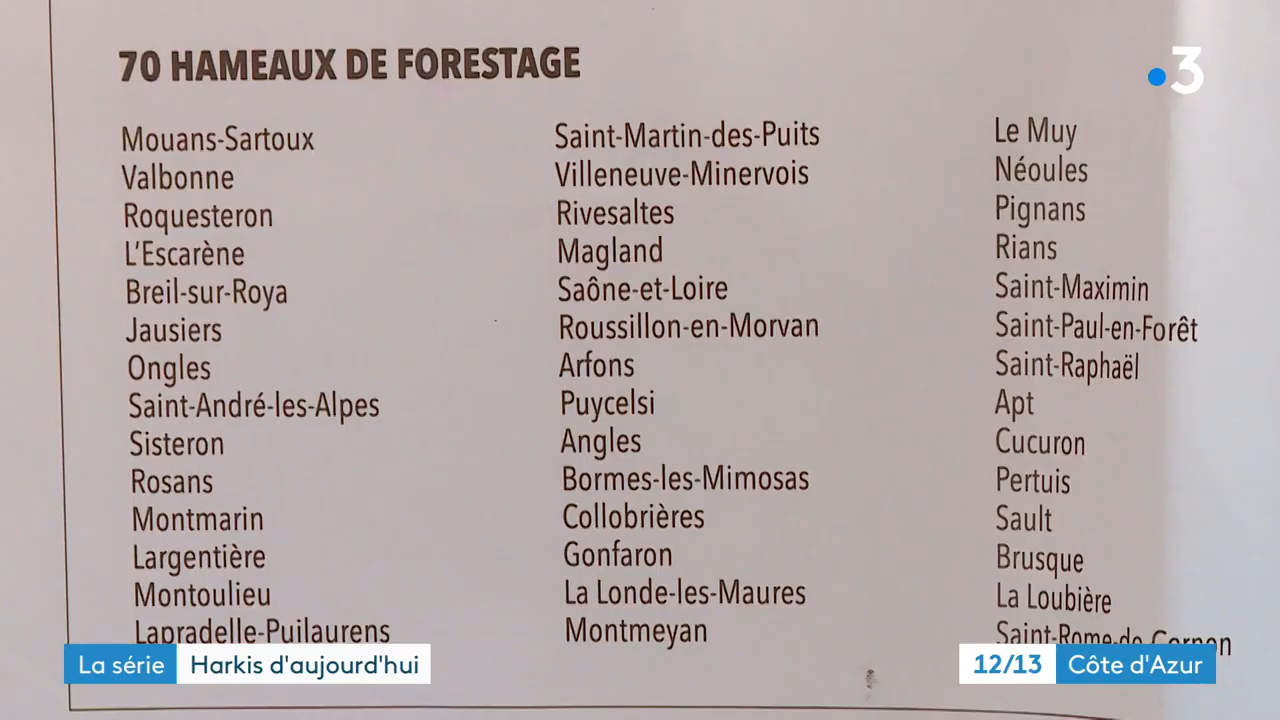 70 HAMEAUX DE FORESTAGE
3
Mouans-Sartoux
Valbonne
Roquesteron
L'Escarène
Breil-sur-Roya
Jausiers
Ongles
Saint-André-les-Alpes
Sisteron
Rosans
Montmarin
Largentière
Montoulieu
Lapradelle-Puilaurens
Saint-Martin-des-Puits
Villeneuve-Minervois
Rivesaltes
Magland
Saône-et-Loire
Roussillon-en-Morvan
Arfons
Puycelsi
Angles
Bormes-les-Mimosas
Collobrières
Gonfaron
La Londe-les-Maures
Montmeyan
Le Muy
Néoules
Pignans
Rians
Saint-Maximin
Saint-Paul-en-Forêt
Saint-Raphaël
Apt
Cucuron
Pertuis
Sault
Brusque
La Loubière
Saint-Rome-de-Cernon
La série Harkis d'aujourd'hui
12/13 Côte d'Azur